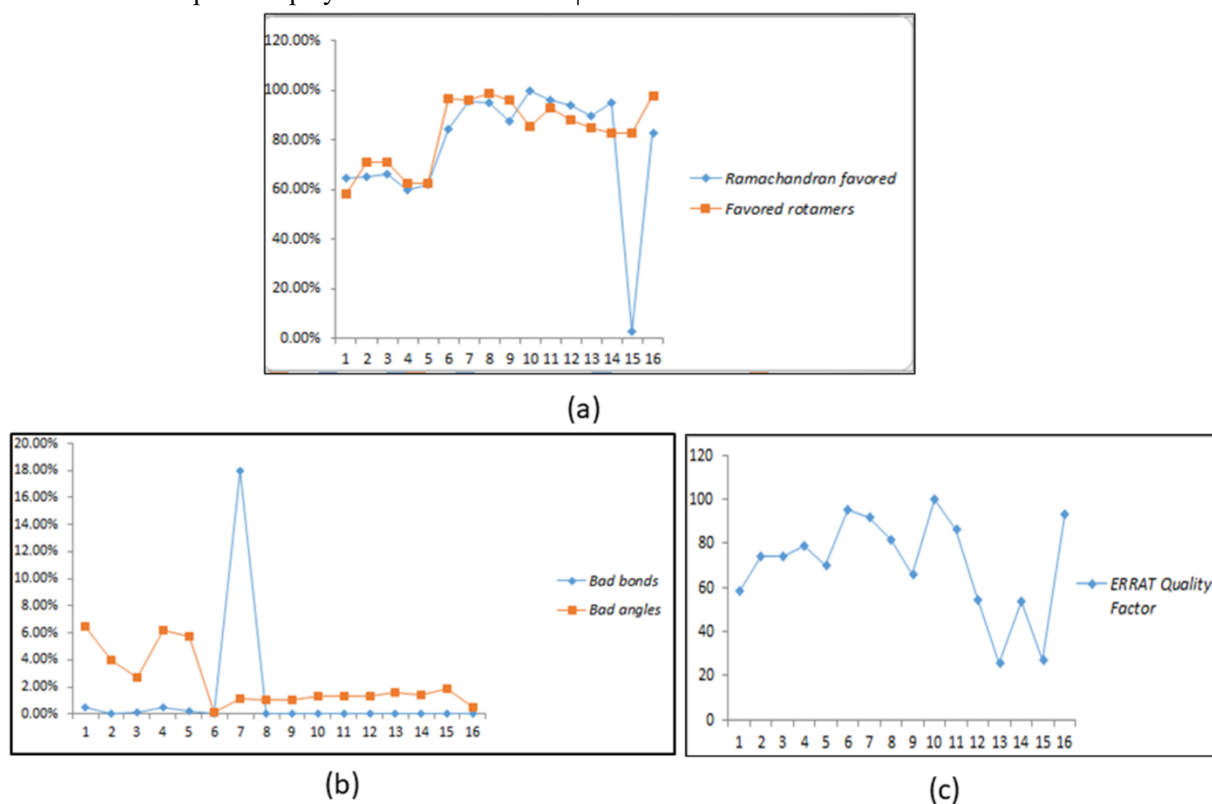 120.00%
100.00%
80.00%
60.00%
40.00%
20.00%
0.00%
1 2 3 4 5 6 7 8 9 10 11 12 13 14 15 16
Ramachandran favored
Favored rotamers
(a)
20.00%
18.00%
16.00%
14.00%
12.00%
10.00%
8.00%
6.00%
4.00%
2.00%
0.00%
1 2 3 4 5 6 7 8 9 10 11 12 13 14 15 16
Bad bonds
Bad angles
(b)
120
100
80
60
40
20
0
1 2 3 4 5 6 7 8 9 10 11 12 13 14 15 16
ERRAT Quality
Factor
(c)